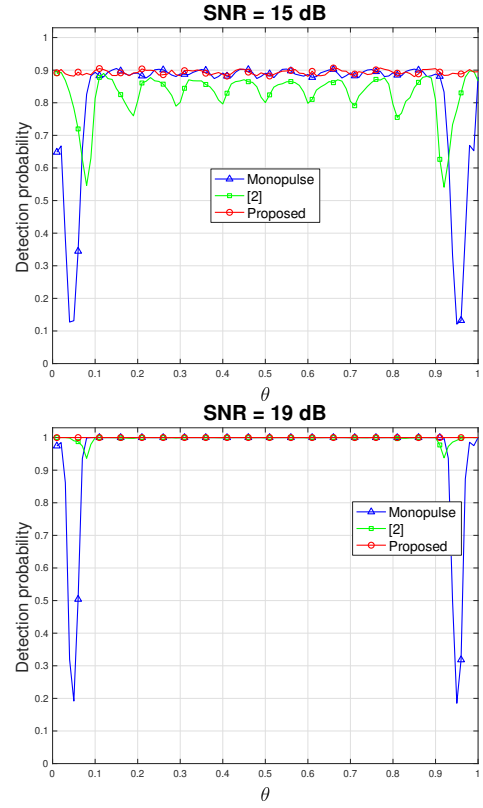 SNR = 15 dB
Detection probability
1
0.9
0.8
0.7
0.6
0.5
0.4
0.3
0.2
0.1
0
Monopulse
[2]
Proposed
0 0.1 0.2 0.3 0.4 0.5 0.6 0.7 0.8 0.9 1
θ
SNR = 19 dB
Detection probability
1
0.9
0.8
0.7
0.6
0.5
0.4
0.3
0.2
0.1
0
Monopulse
[2]
Proposed
0 0.1 0.2 0.3 0.4 0.5 0.6 0.7 0.8 0.9 1
θ